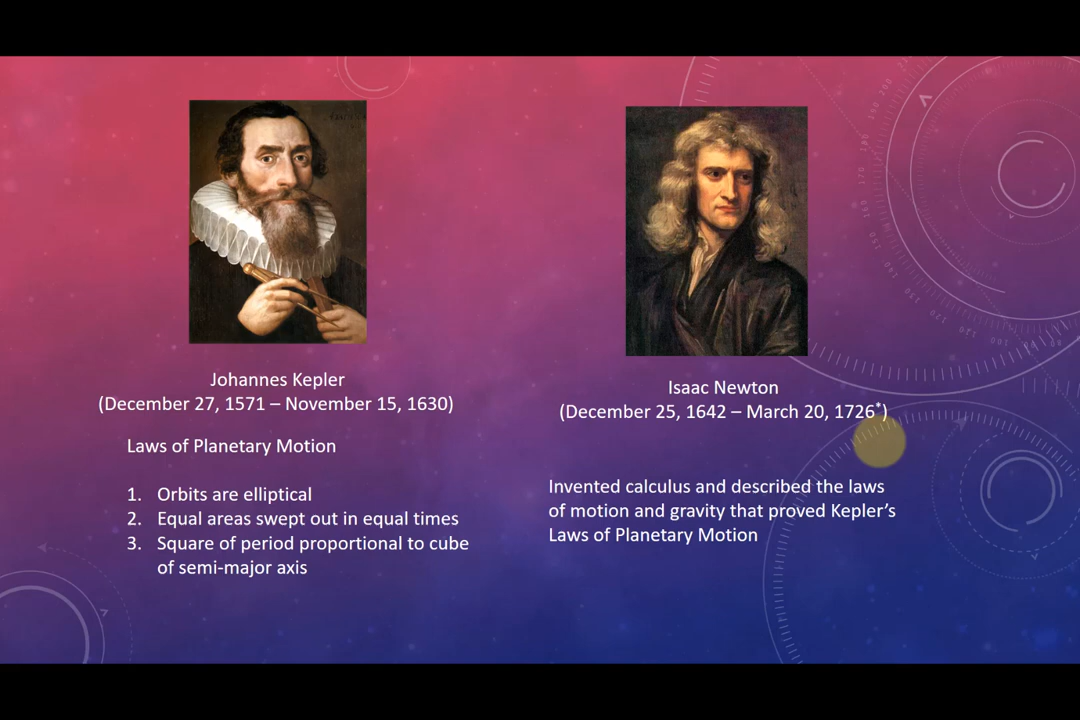 Johannes Kepler
(December 27, 1571 – November 15, 1630)
Laws of Planetary Motion
1. Orbits are elliptical
2. Equal areas swept out in equal times
3. Square of period proportional to cube
of semi-major axis
Isaac Newton
(December 25, 1642 – March 20, 1726*)
Invented calculus and described the laws
of motion and gravity that proved Kepler’s
Laws of Planetary Motion